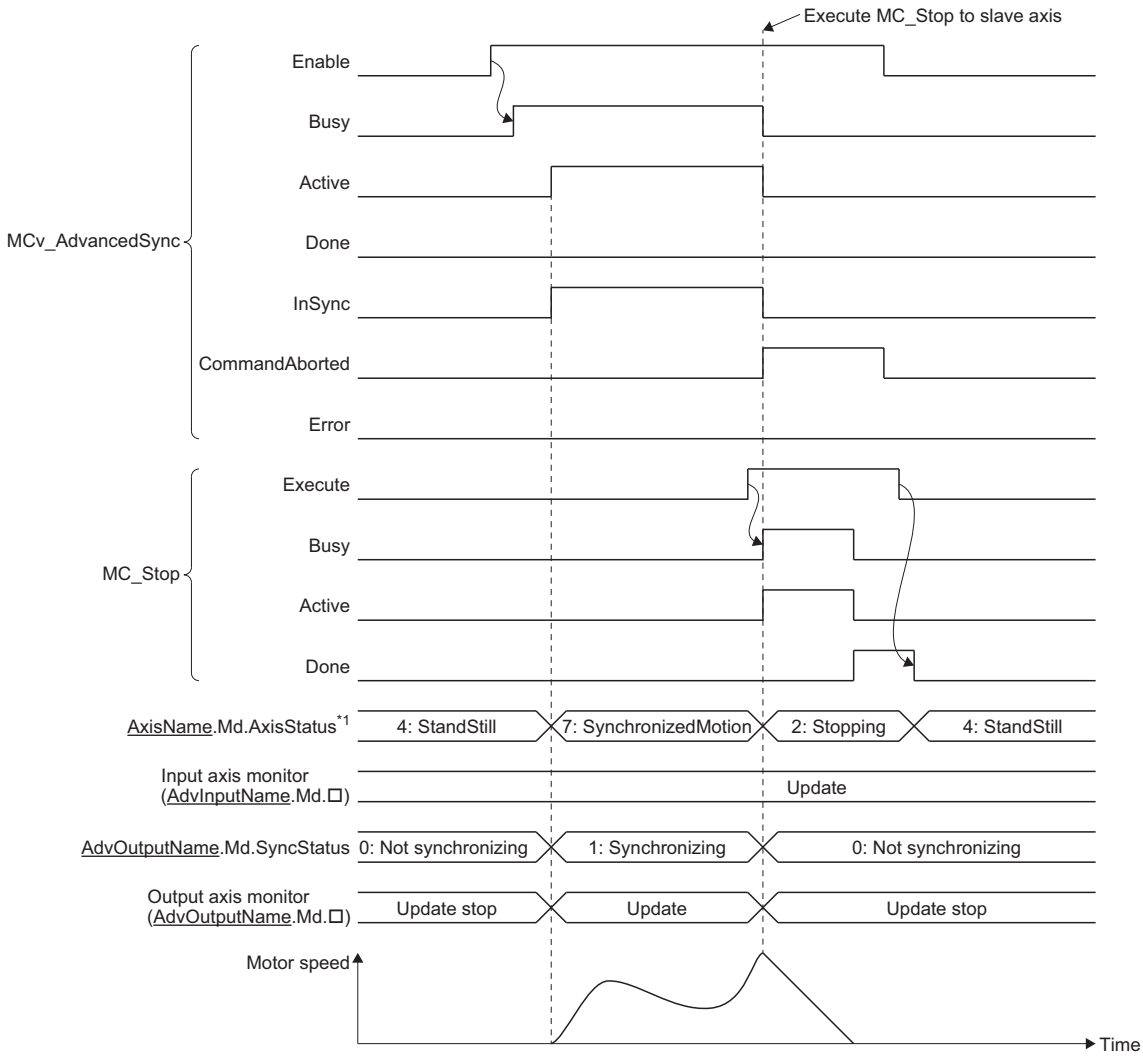 Execute MC_Stop to slave axis
Enable
Busy
Active
MCv_AdvancedSync
Done
InSync
CommandAborted
Error
Execute
Busy
MC_Stop
Active
Done
AxisName.Md.AxisStatus*1 4: StandStill 7: SynchronizedMotion 2: Stopping 4: StandStill
Input axis monitor
(AdvInputName.Md.□)
Update
AdvOutputName.Md.SyncStatus 0: Not synchronizing 1: Synchronizing 0: Not synchronizing
Output axis monitor
(AdvOutputName.Md.□)
Update stop Update Update stop
Motor speed
Time